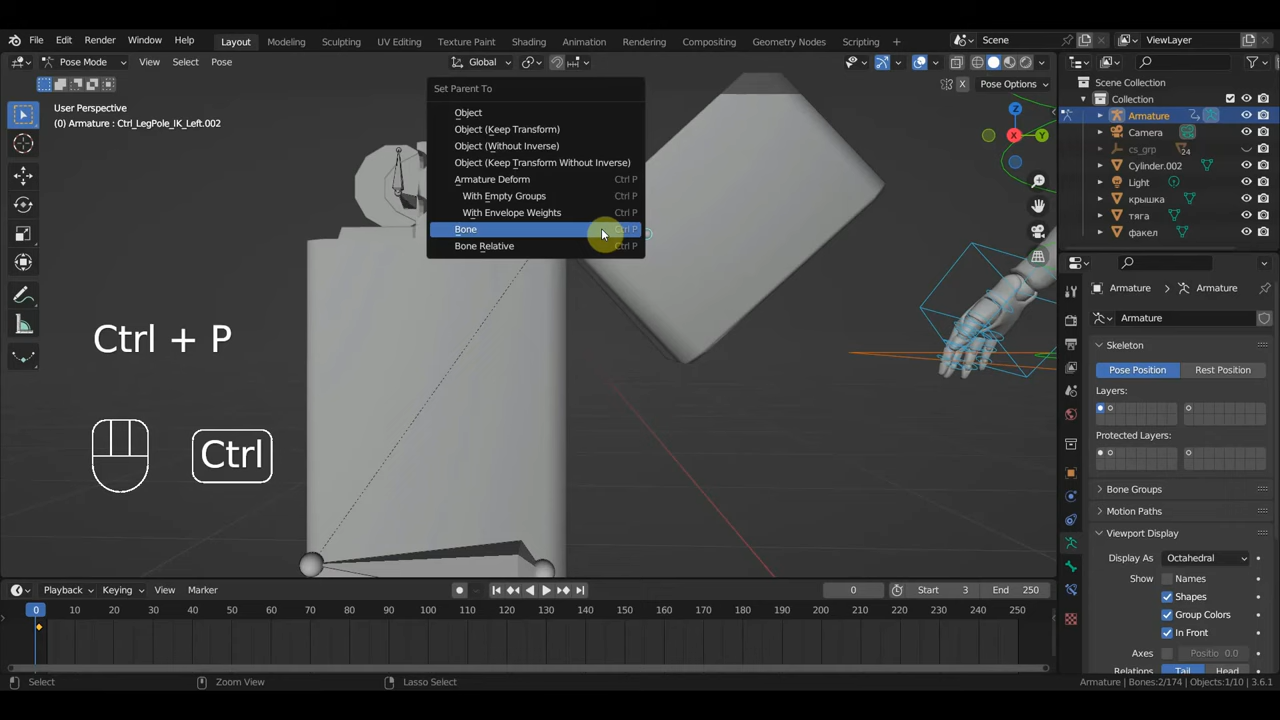 File Edit Render Window Help Layout Modeling Sculpting UV Editing Texture Paint Shading Animation Rendering Compositing Geometry Nodes Scripting + Scene ViewLayer
Pose Mode View Select Pose Global
X Pose Options
User Perspective
(0) Armature : Ctrl_LegPole_IK_Left.002
Set Parent To
Object
Object (Keep Transform)
Object (Without Inverse)
Object (Keep Transform Without Inverse)
Armature Deform Ctrl P
With Empty Groups Ctrl P
With Envelope Weights Ctrl P
Bone Ctrl P
Bone Relative Ctrl P
Z
Y
X
Ctrl + P
Ctrl
Scene Collection
Collection
Armature
Camera
cs_grp 24
Cylinder.002
Light
крышка
тяга
факел
Armature > Armature
Armature
Skeleton
Pose Position Rest Position
Layers:
Protected Layers:
Bone Groups
Motion Paths
Viewport Display
Display As Octahedral
Show Names
Shapes
Group Colors
In Front
Axes Positio 0.0
Relations Tail Head
Playback Keying View Marker 0 Start 3 End 250
0 10 20 30 40 50 60 70 80 90 100 110 120 130 140 150 160 170 180 190 200 210 220 230 240 250
Select Zoom View Lasso Select Armature | Bones:2/174 | Objects:1/10 | 3.6.1